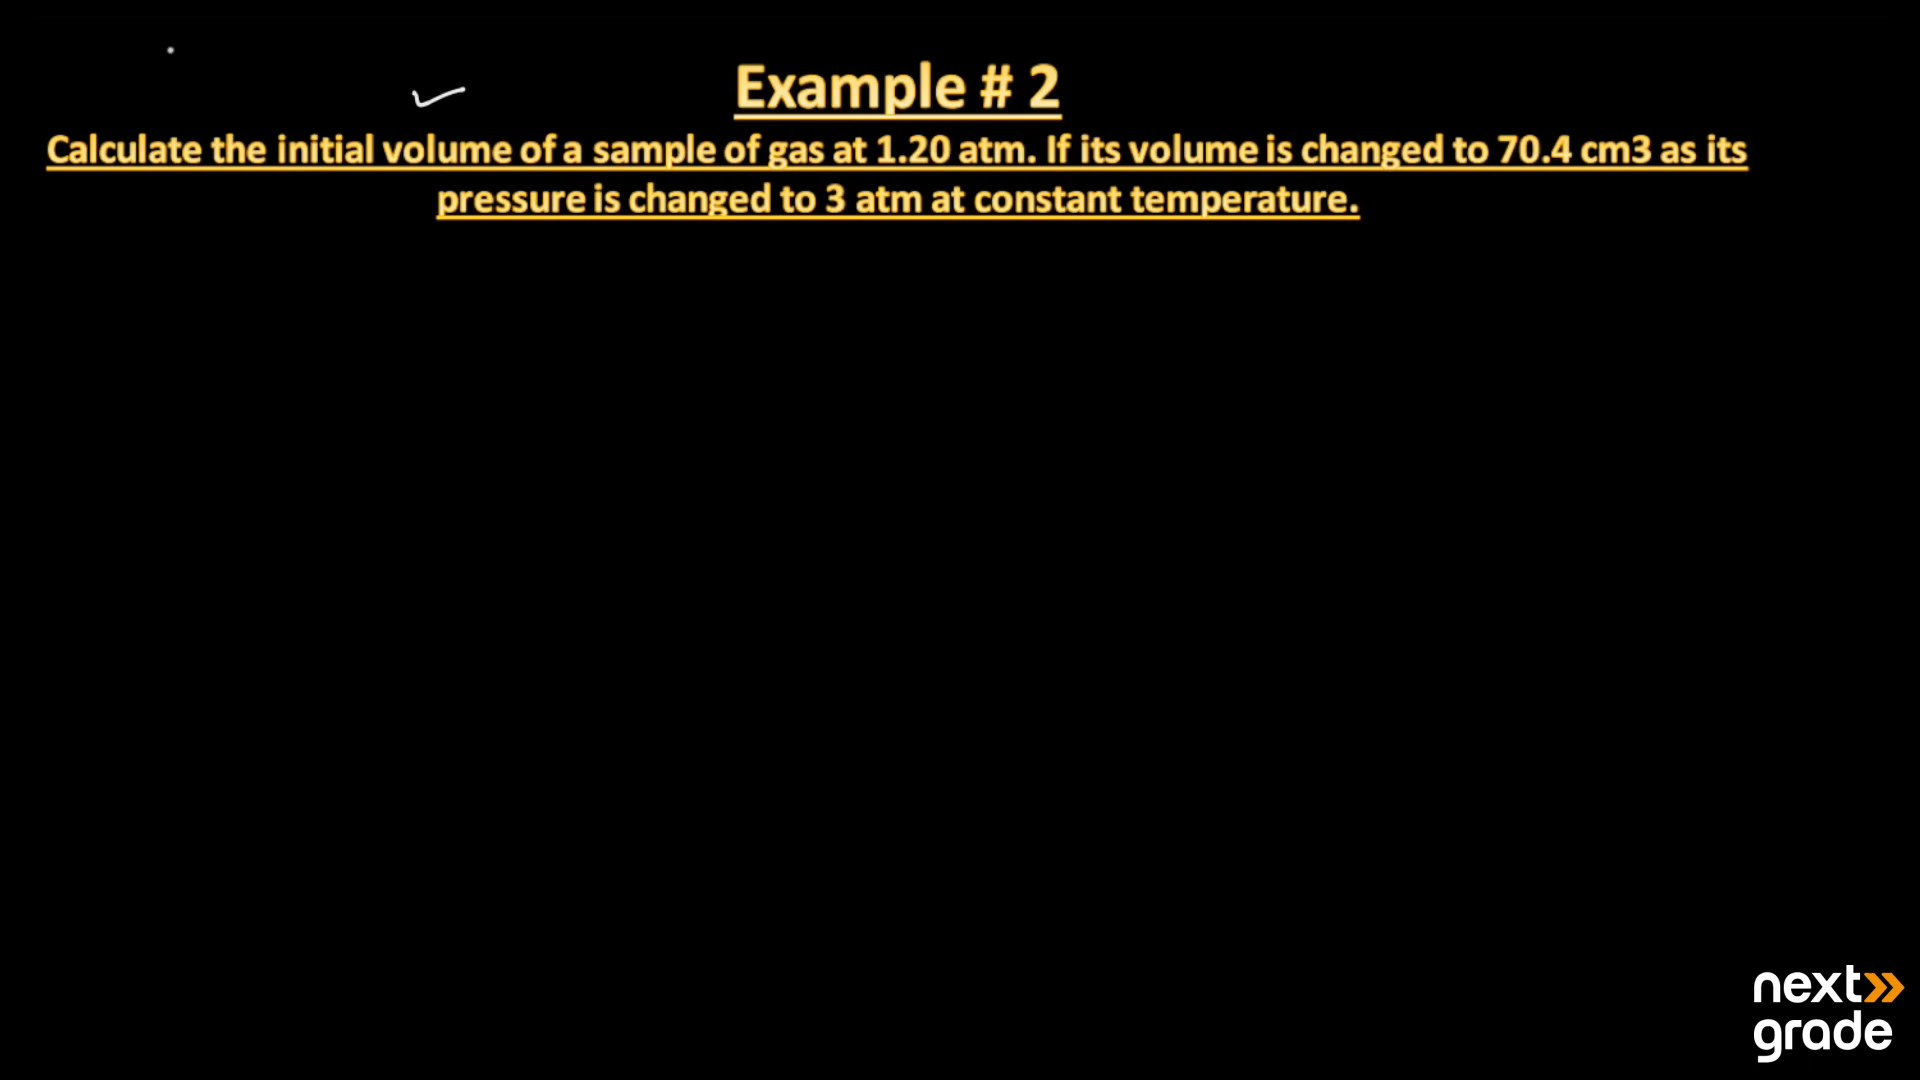 Example # 2
Calculate the initial volume of a sample of gas at 1.20 atm. If its volume is changed to 70.4 cm3 as its
pressure is changed to 3 atm at constant temperature.
next
grade